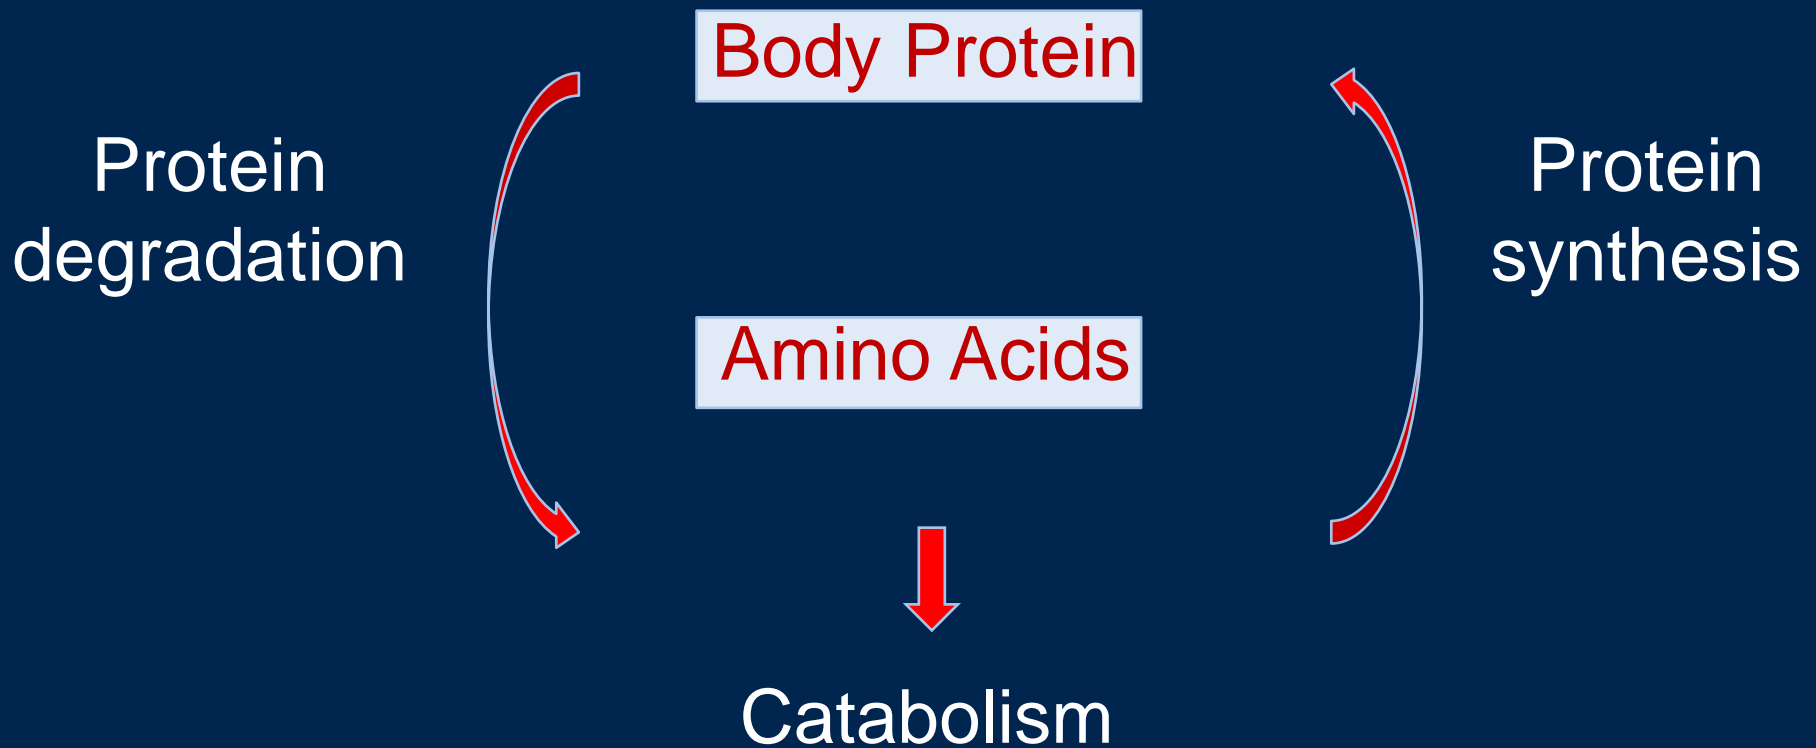 Body Protein
Protein
degradation
Protein
synthesis
Amino Acids
Catabolism